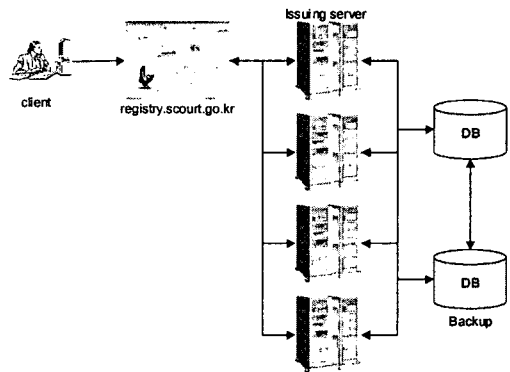 Issuing server
client
registry.scourt.go.kr
DB
DB
Backup